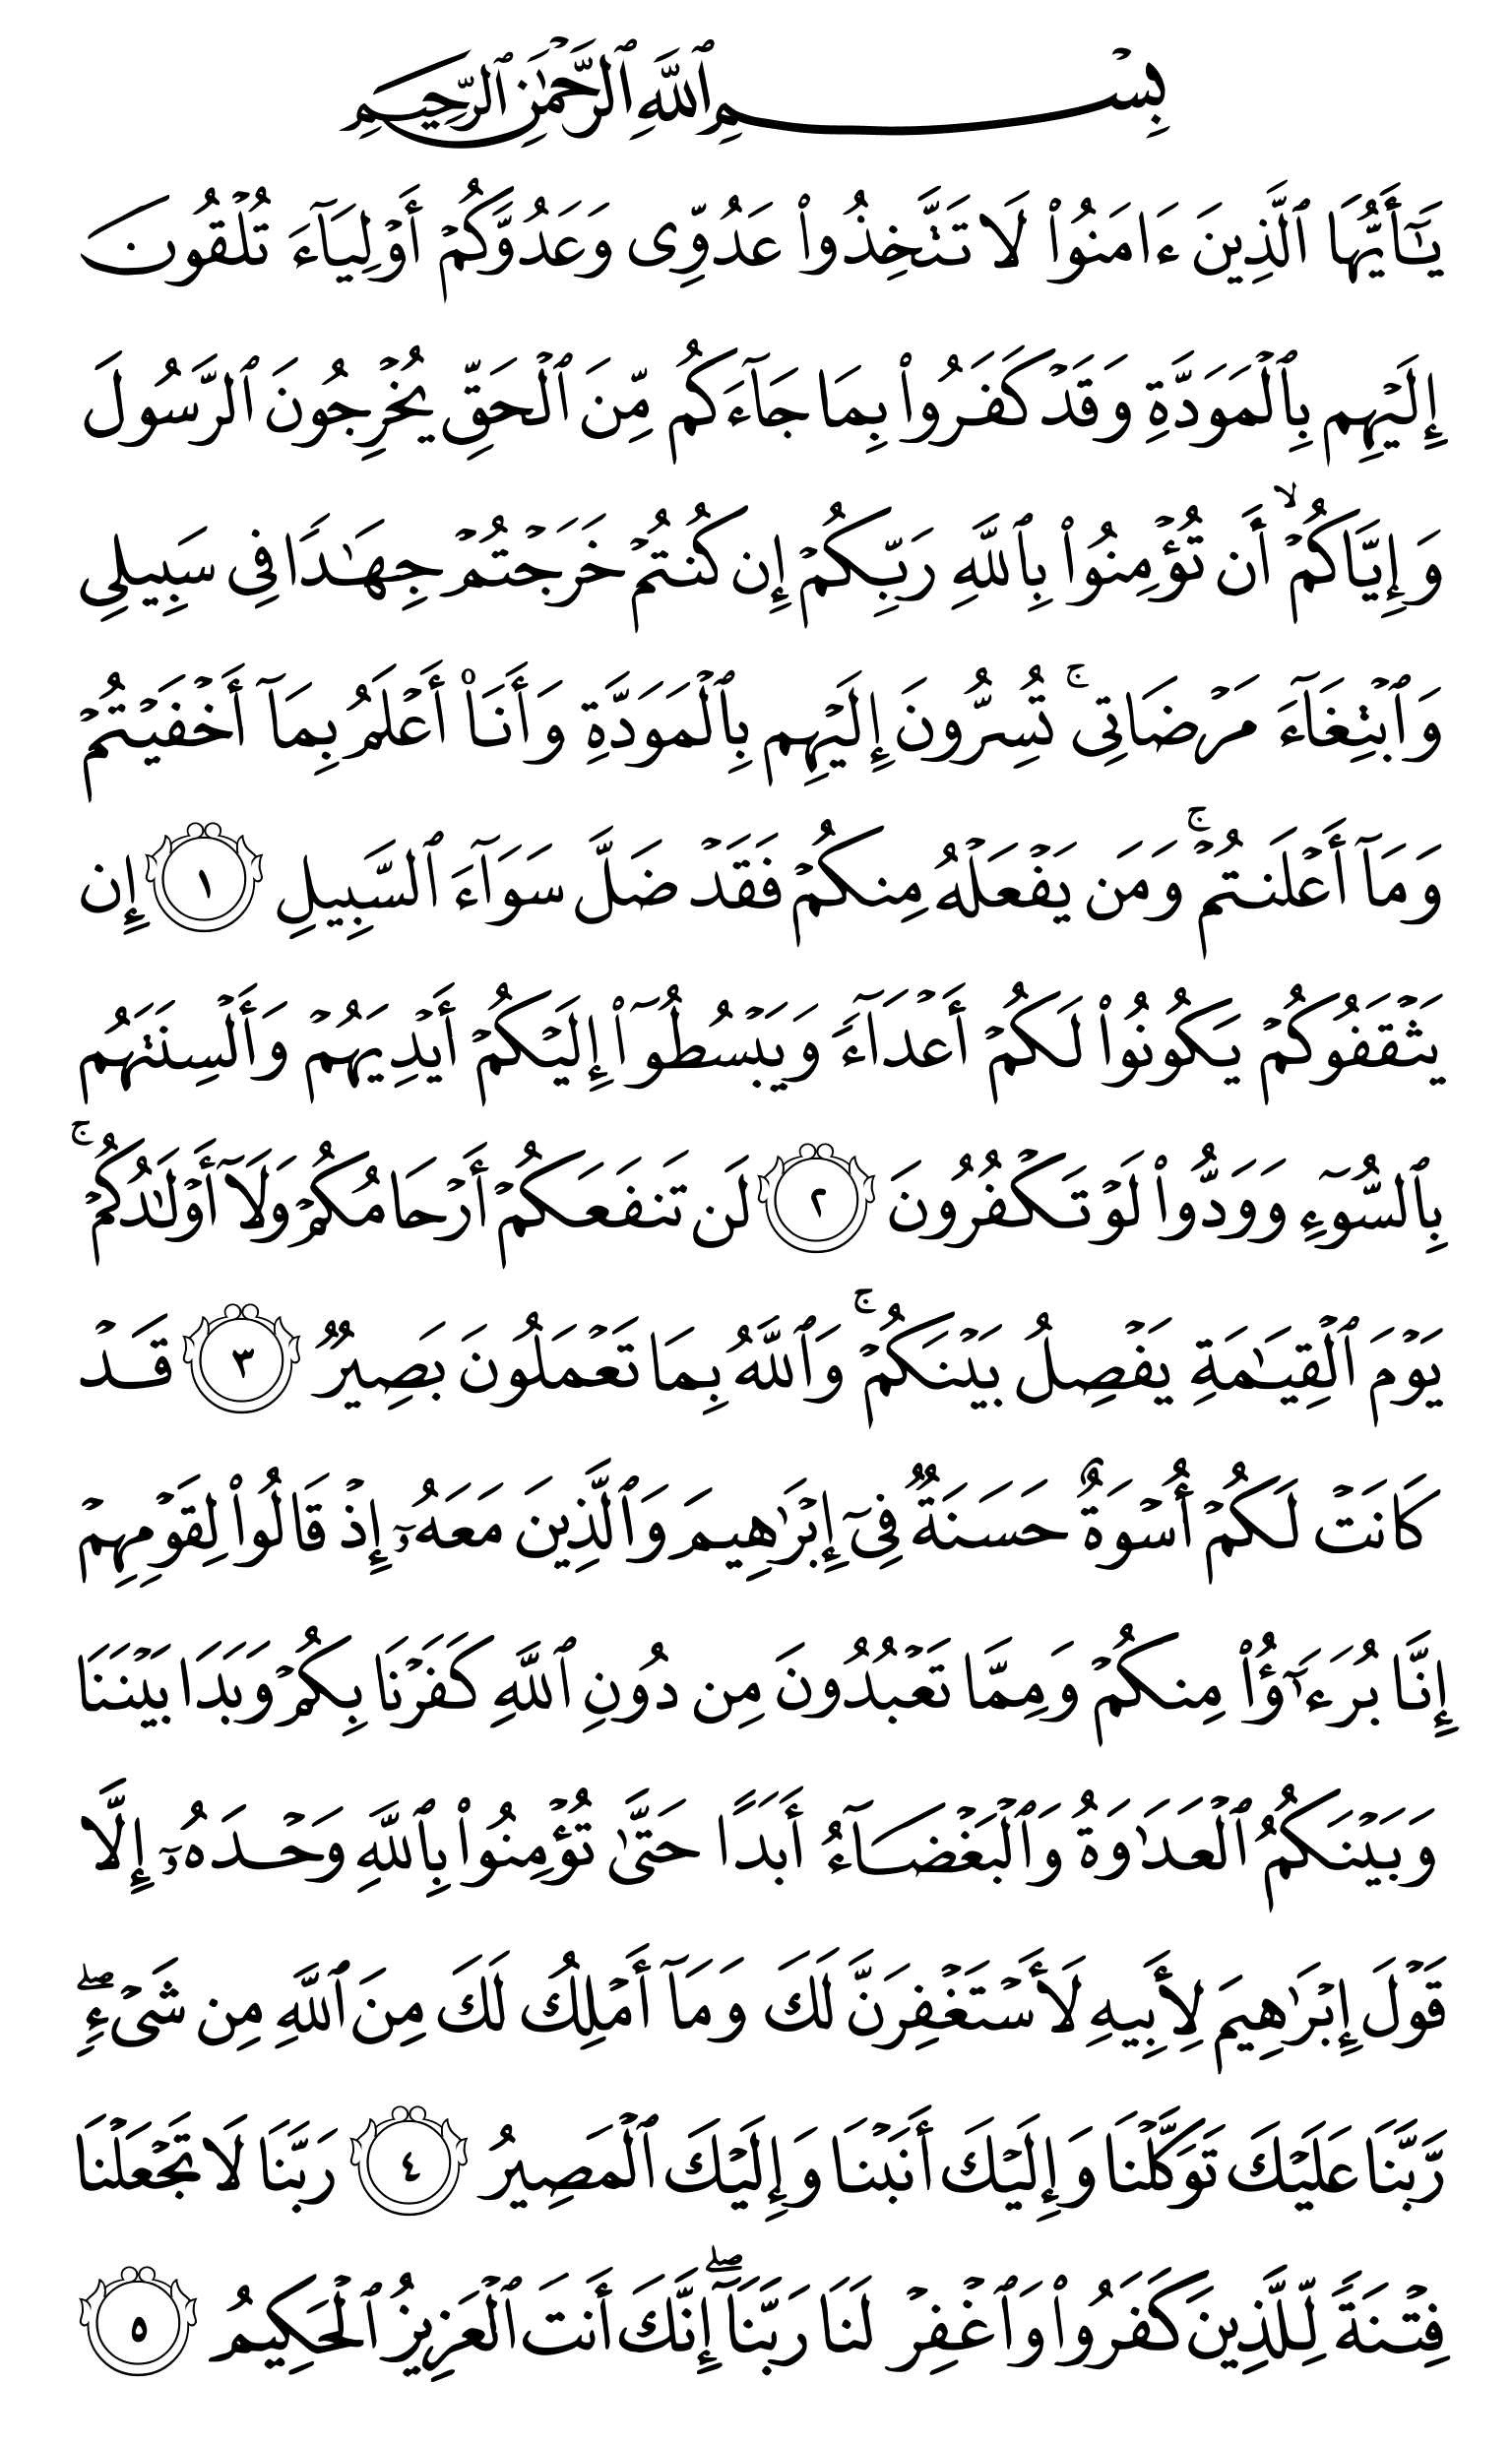 بِسْمِ ٱللَّهِ ٱلرَّحْمَٰنِ ٱلرَّحِيمِ
يَـٰٓأَيُّهَا ٱلَّذِينَ ءَامَنُوا۟ لَا تَتَّخِذُوا۟ عَدُوِّى وَعَدُوَّكُمْ أَوْلِيَآءَ تُلْقُونَ
إِلَيْهِم بِٱلْمَوَدَّةِ وَقَدْ كَفَرُوا۟ بِمَا جَآءَكُم مِّنَ ٱلْحَقِّ يُخْرِجُونَ ٱلرَّسُولَ
وَإِيَّاكُمْ ۙ أَن تُؤْمِنُوا۟ بِٱللَّهِ رَبِّكُمْ إِن كُنتُمْ خَرَجْتُمْ جِهَـٰدًا فِى سَبِيلِى
وَٱبْتِغَآءَ مَرْضَاتِى ۚ تُسِرُّونَ إِلَيْهِم بِٱلْمَوَدَّةِ وَأَنَا۠ أَعْلَمُ بِمَآ أَخْفَيْتُمْ
وَمَآ أَعْلَنتُمْ ۚ وَمَن يَفْعَلْهُ مِنكُمْ فَقَدْ ضَلَّ سَوَآءَ ٱلسَّبِيلِ ١ إِن
يَثْقَفُوكُمْ يَكُونُوا۟ لَكُمْ أَعْدَآءً وَيَبْسُطُوٓا۟ إِلَيْكُمْ أَيْدِيَهُمْ وَأَلْسِنَتَهُم
بِٱلسُّوٓءِ وَوَدُّوا۟ لَوْ تَكْفُرُونَ ٢ لَن تَنفَعَكُمْ أَرْحَامُكُمْ وَلَآ أَوْلَـٰدُكُمْ ۚ
يَوْمَ ٱلْقِيَـٰمَةِ يَفْصِلُ بَيْنَكُمْ ۚ وَٱللَّهُ بِمَا تَعْمَلُونَ بَصِيرٌ ٣ قَدْ
كَانَتْ لَكُمْ أُسْوَةٌ حَسَنَةٌ فِىٓ إِبْرَٰهِيمَ وَٱلَّذِينَ مَعَهُۥٓ إِذْ قَالُوا۟ لِقَوْمِهِمْ
إِنَّا بُرَءَٰٓؤُا۟ مِنكُمْ وَمِمَّا تَعْبُدُونَ مِن دُونِ ٱللَّهِ كَفَرْنَا بِكُمْ وَبَدَا بَيْنَنَا
وَبَيْنَكُمُ ٱلْعَدَٰوَةُ وَٱلْبَغْضَآءُ أَبَدًا حَتَّىٰ تُؤْمِنُوا۟ بِٱللَّهِ وَحْدَهُۥٓ إِلَّا
قَوْلَ إِبْرَٰهِيمَ لِأَبِيهِ لَأَسْتَغْفِرَنَّ لَكَ وَمَآ أَمْلِكُ لَكَ مِنَ ٱللَّهِ مِن شَىْءٍ ۖ
رَّبَّنَا عَلَيْكَ تَوَكَّلْنَا وَإِلَيْكَ أَنَبْنَا وَإِلَيْكَ ٱلْمَصِيرُ ٤ رَبَّنَا لَا تَجْعَلْنَا
فِتْنَةً لِّلَّذِينَ كَفَرُوا۟ وَٱغْفِرْ لَنَا رَبَّنَآ ۖ إِنَّكَ أَنتَ ٱلْعَزِيزُ ٱلْحَكِيمُ ٥